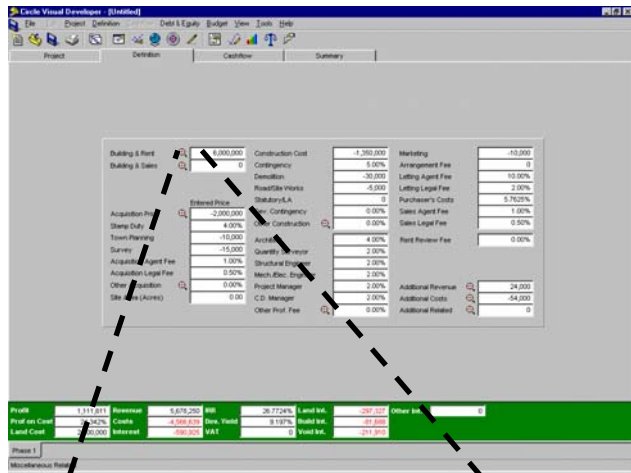 Circle Visual Developer - [Untitled]
File Project Definition Debt & Equity Budget View Tools Help
Project Definition Cashflow Summary
Building & Rent 6,000,000 Construction Cost -1,350,000 Marketing -10,000
Building & Sales 0 Contingency 5.00% Arrangement Fee 0
Demolition -30,000 Letting Agent Fee 10.00%
Road/Site Works -5,000 Letting Legal Fee 2.00%
Entered Price Statutory/LA 0 Purchaser's Costs 5.7625%
Acquisition -2,000,000 Dev. Contingency 0.00% Sales Agent Fee 1.00%
Stamp Duty 4.00% Other Construction 0.00% Sales Legal Fee 0.50%
Town Planning -10,000 4.00% Rent Review Fee 0.00%
Survey -15,000 Quantity Surveyor 2.00%
Acquisition Agent Fee 1.00% Structural Engineer 2.00%
Acquisition Legal Fee 0.50% Mech./Elec. Engineer 2.00%
Other Acquisition 0.00% Project Manager 2.00% Additional Revenue 24,000
Site Area (Acres) 0.00 C.D. Manager 2.00% Additional Costs -54,000
Other Prof. Fee 0.00% Additional Related 0
Profit 1,111,611 Revenue 5,678,250 IRR 26.7724% Land Int. -297,327 Other Int. 0
Prof on Cost Costs -4,566,639 Dev. Yield 9.197% Build Int.
Land Cost Interest VAT 0 Void Int. -211,910
Phase 1
Miscellaneous